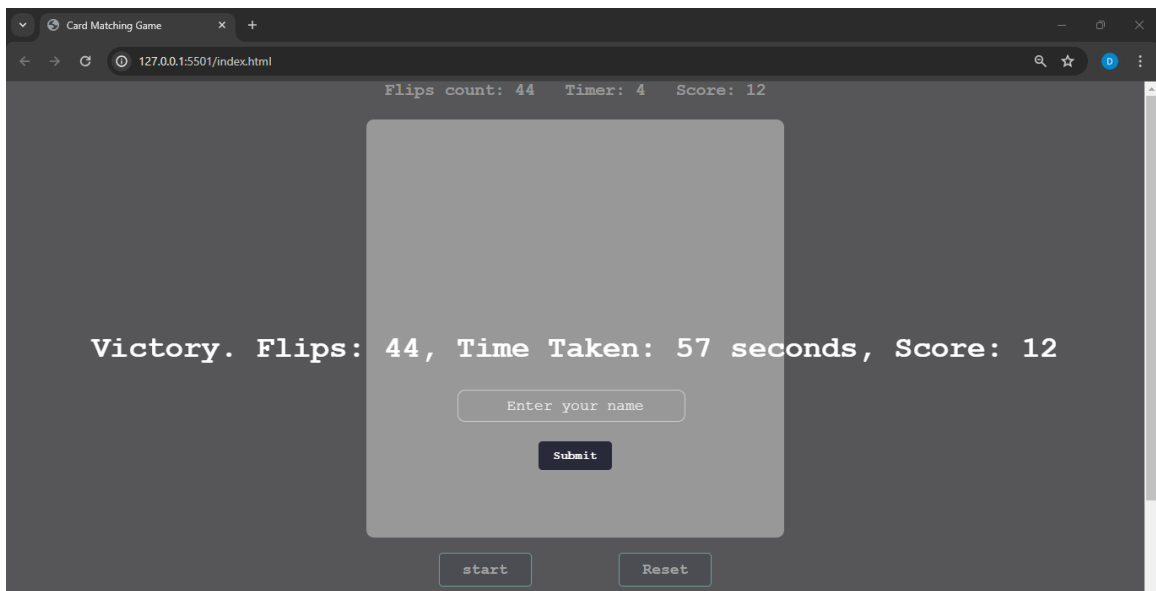 Card Matching Game
127.0.0.1:5501/index.html
D
Flips count: 44 Timer: 4 Score: 12
Victory. Flips: 44, Time Taken: 57 seconds, Score: 12
Enter your name
Submit
start Reset